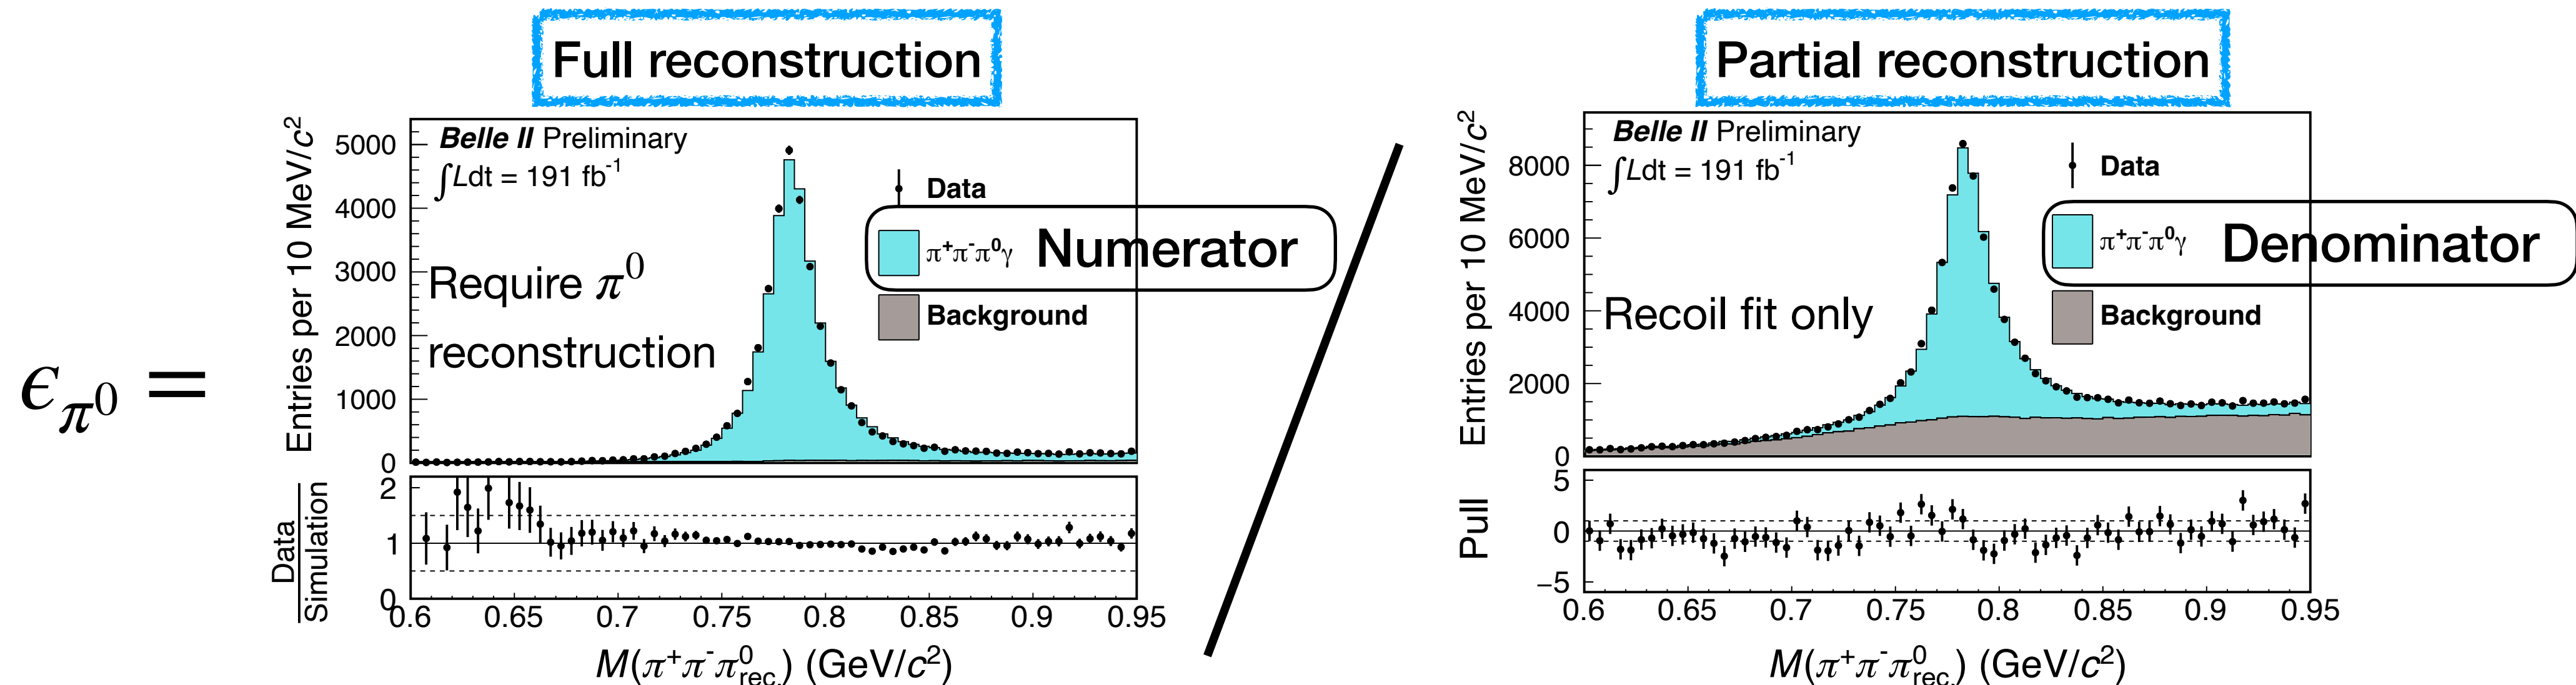 Full reconstruction
Partial reconstruction
ϵπ⁰ =
Entries per 10 MeV/c²
5000
4000
3000
2000
1000
0
Belle II Preliminary
∫Ldt = 191 fb⁻¹
Require π⁰
reconstruction
Data
π⁺π⁻π⁰γ Numerator
Background
Data
Simulation
2
1
0
0.6 0.65 0.7 0.75 0.8 0.85 0.9 0.95
M(π⁺π⁻π⁰rec.) (GeV/c²)
/
Entries per 10 MeV/c²
8000
6000
4000
2000
0
Belle II Preliminary
∫Ldt = 191 fb⁻¹
Recoil fit only
Data
π⁺π⁻π⁰γ Denominator
Background
Pull
5
0
−5
0.6 0.65 0.7 0.75 0.8 0.85 0.9 0.95
M(π⁺π⁻π⁰rec.) (GeV/c²)